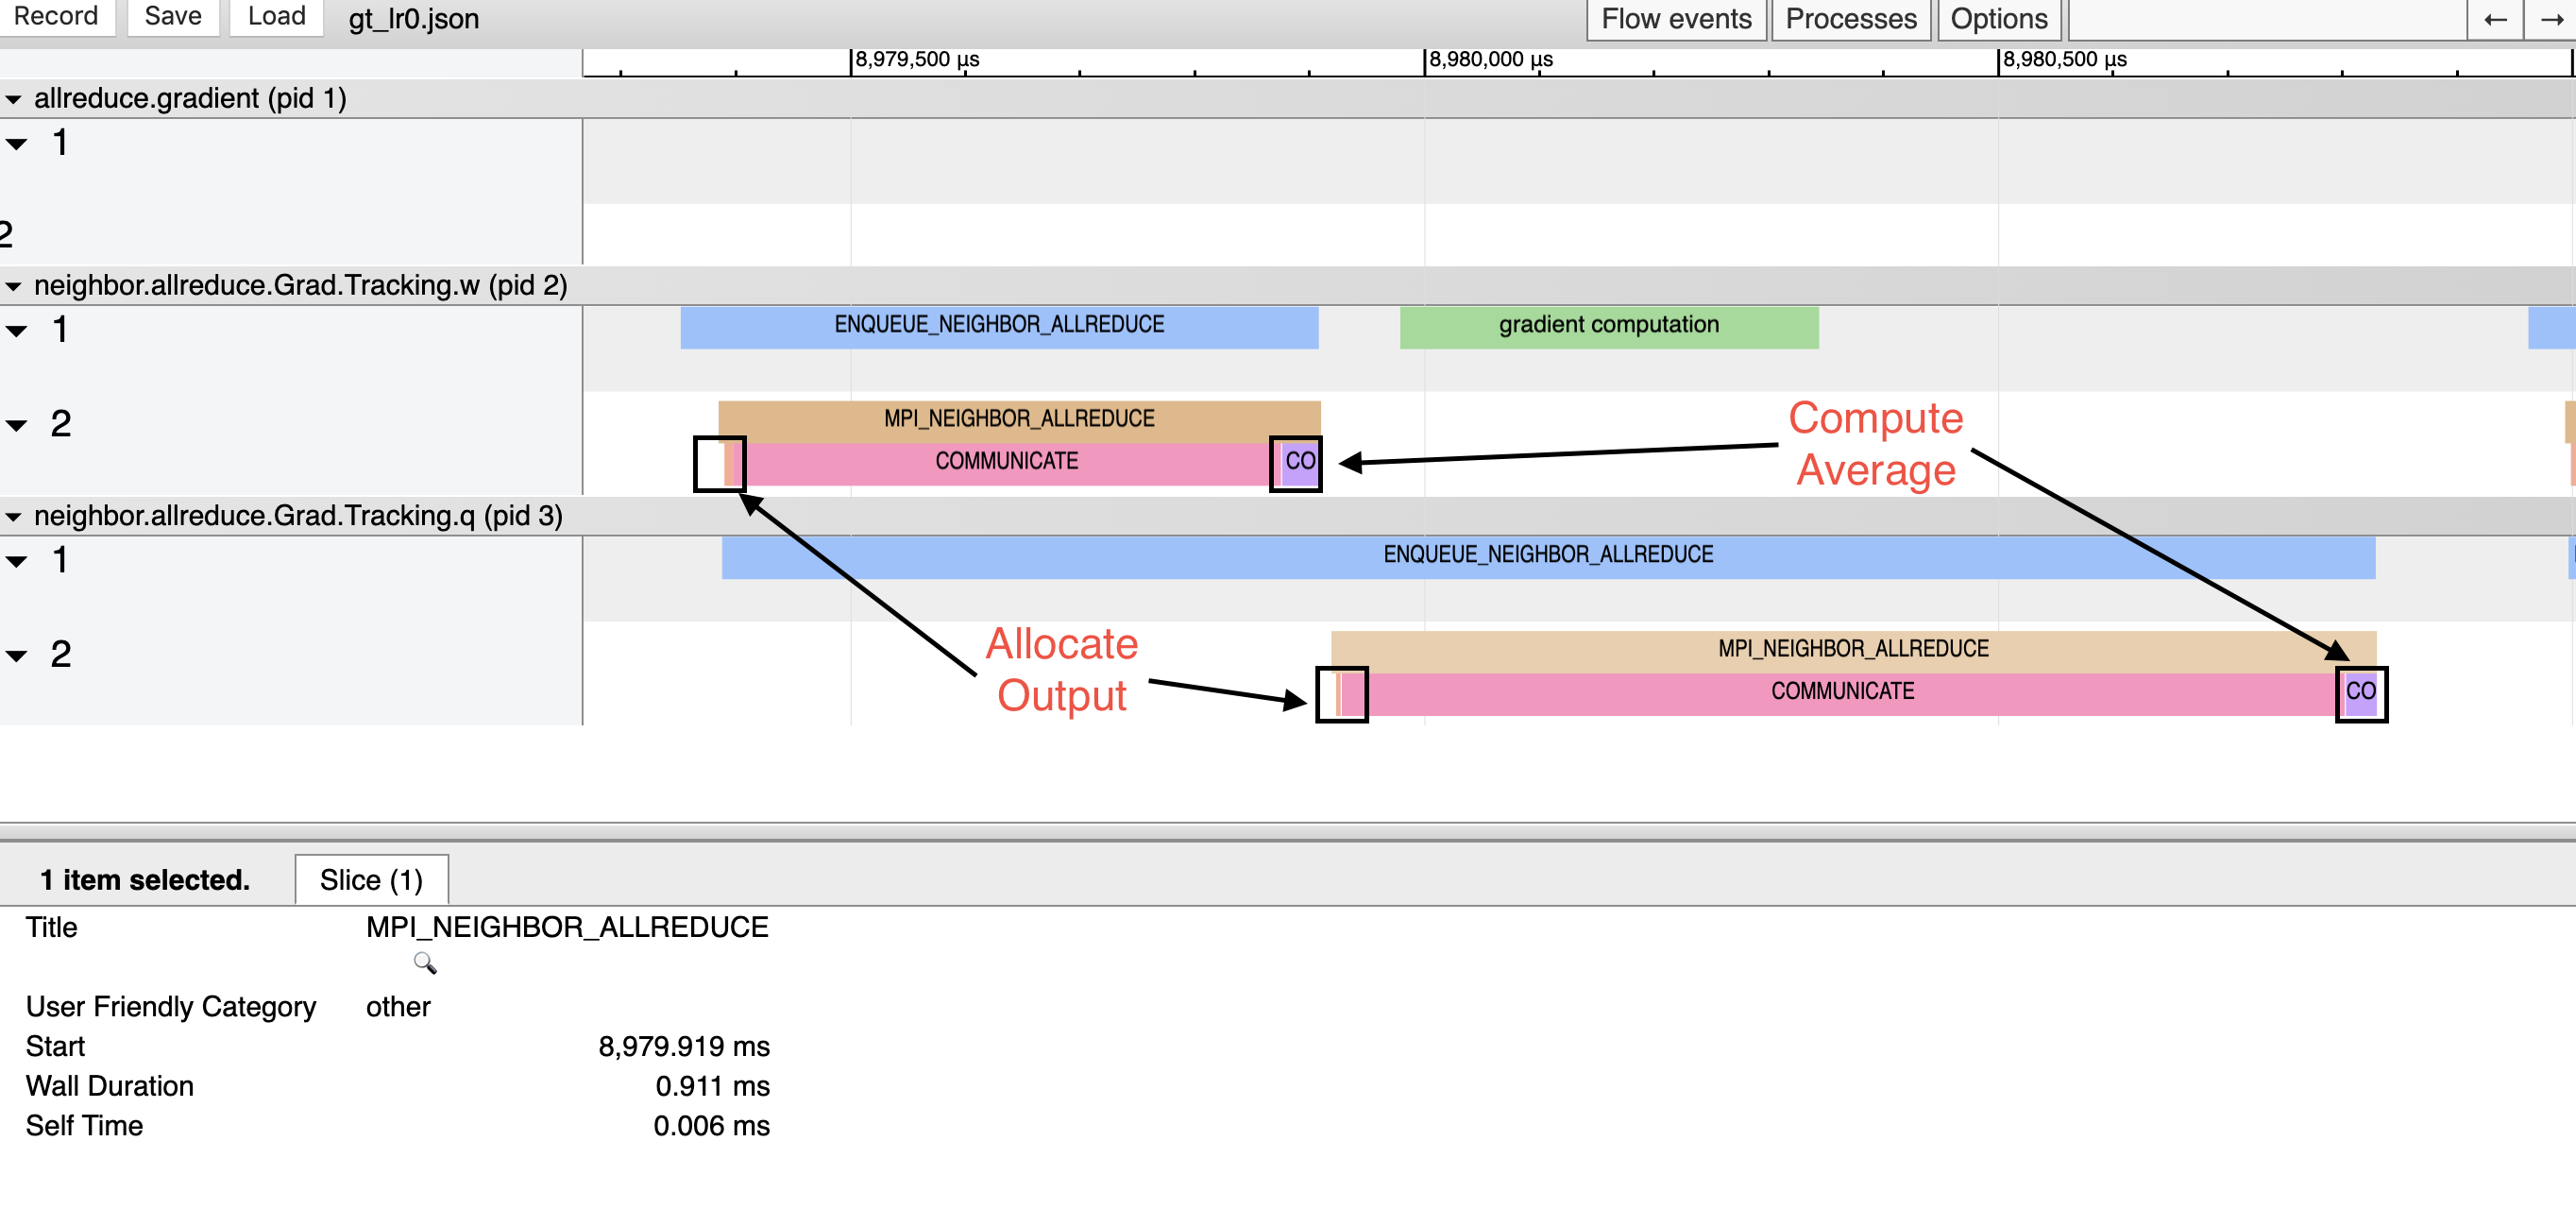 Record Save Load gt_lr0.json Flow events Processes Options ← →
8,979,500 µs 8,980,000 µs 8,980,500 µs
allreduce.gradient (pid 1)
1
2
neighbor.allreduce.Grad.Tracking.w (pid 2)
1 ENQUEUE_NEIGHBOR_ALLREDUCE gradient computation
2 MPI_NEIGHBOR_ALLREDUCE
COMMUNICATE CO
Compute
Average
neighbor.allreduce.Grad.Tracking.q (pid 3)
1 ENQUEUE_NEIGHBOR_ALLREDUCE
Allocate
Output
2 MPI_NEIGHBOR_ALLREDUCE
COMMUNICATE CO
1 item selected. Slice (1)
Title MPI_NEIGHBOR_ALLREDUCE
User Friendly Category other
Start 8,979.919 ms
Wall Duration 0.911 ms
Self Time 0.006 ms